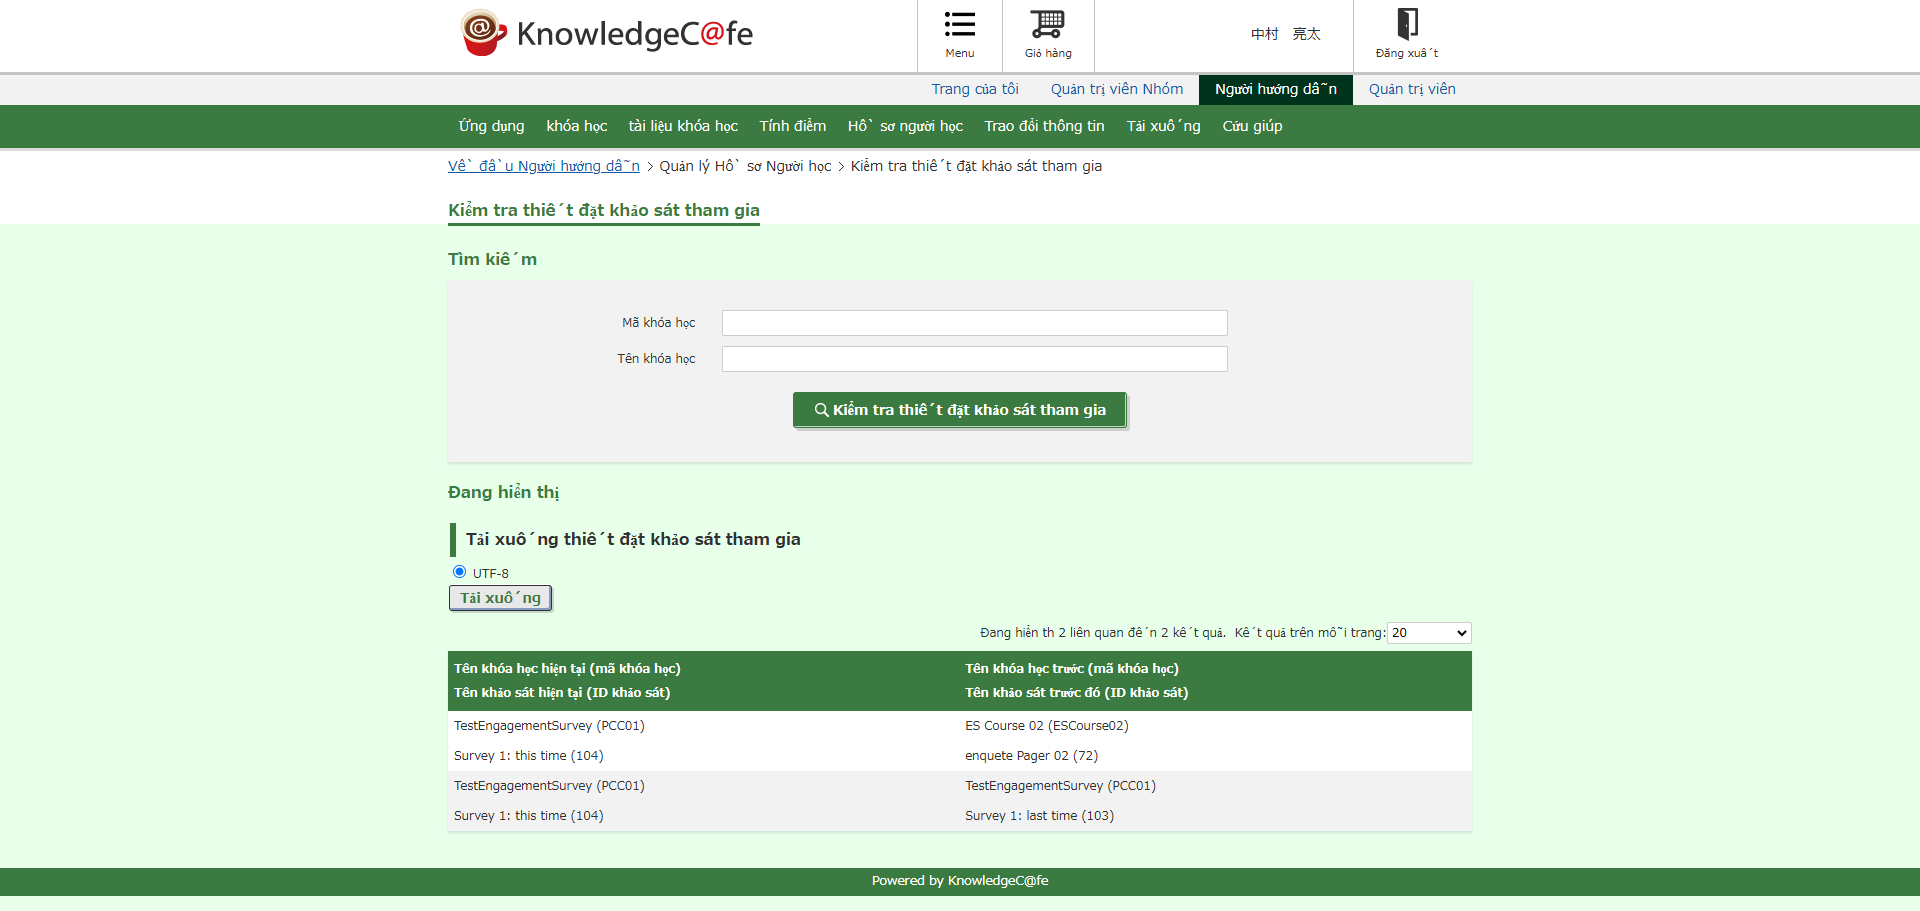 KnowledgeC@fe
Menu
Giỏ hàng
中村　亮太
Đăng xuất
Trang của tôi
Quản trị viên Nhóm
Người hướng dẫn
Quản trị viên
Ứng dụng
khóa học
tài liệu khóa học
Tính điểm
Hồ sơ người học
Trao đổi thông tin
Tải xuống
Cứu giúp
Về đầu Người hướng dẫn > Quản lý Hồ sơ Người học > Kiểm tra thiết đặt khảo sát tham gia
Kiểm tra thiết đặt khảo sát tham gia
Tìm kiếm
Mã khóa học
Tên khóa học
Kiểm tra thiết đặt khảo sát tham gia
Đang hiển thị
Tải xuống thiết đặt khảo sát tham gia
UTF-8
Tải xuống
Đang hiển th 2 liên quan đến 2 kết quả. Kết quả trên mỗi trang: 20
Tên khóa học hiện tại (mã khóa học)
Tên khóa học trước (mã khóa học)
Tên khảo sát hiện tại (ID khảo sát)
Tên khảo sát trước đó (ID khảo sát)
TestEngagementSurvey (PCC01)
ES Course 02 (ESCourse02)
Survey 1: this time (104)
enquete Pager 02 (72)
TestEngagementSurvey (PCC01)
TestEngagementSurvey (PCC01)
Survey 1: this time (104)
Survey 1: last time (103)
Powered by KnowledgeC@fe